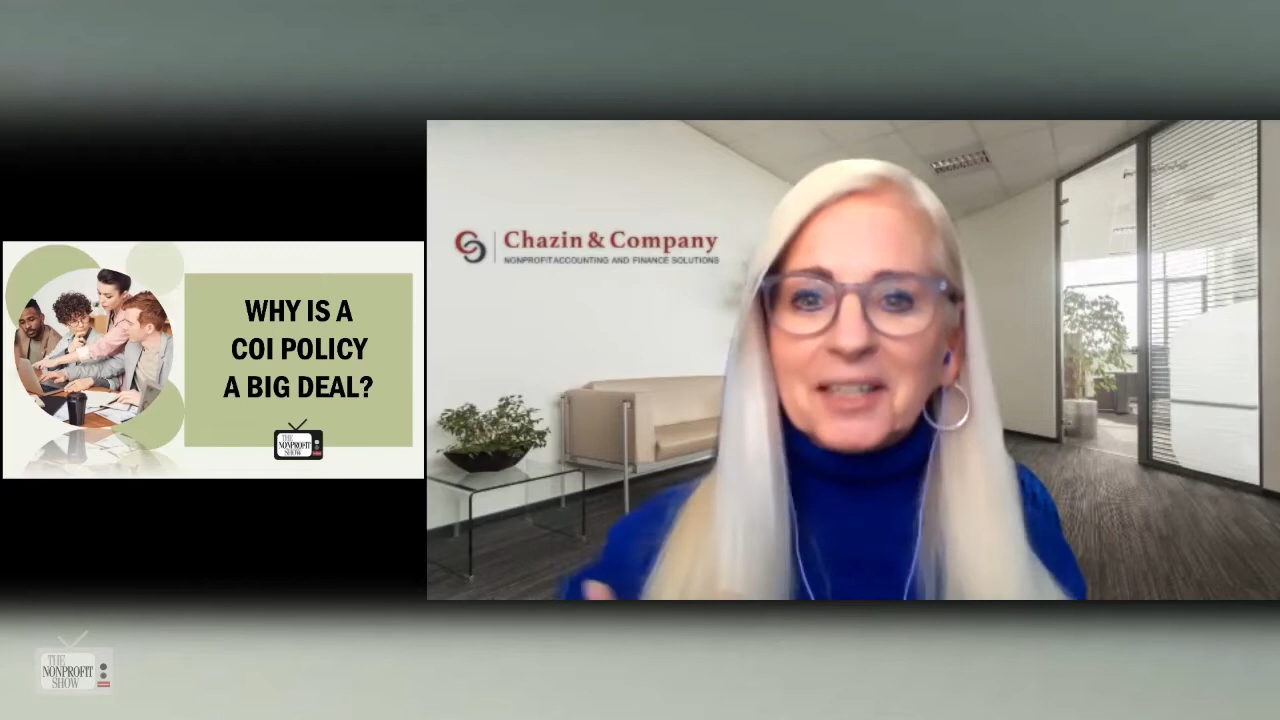 WHY IS A
COI POLICY
A BIG DEAL?
THE
NONPROFIT
SHOW
Chazin & Company
NONPROFIT ACCOUNTING AND FINANCE SOLUTIONS
THE
NONPROFIT
SHOW